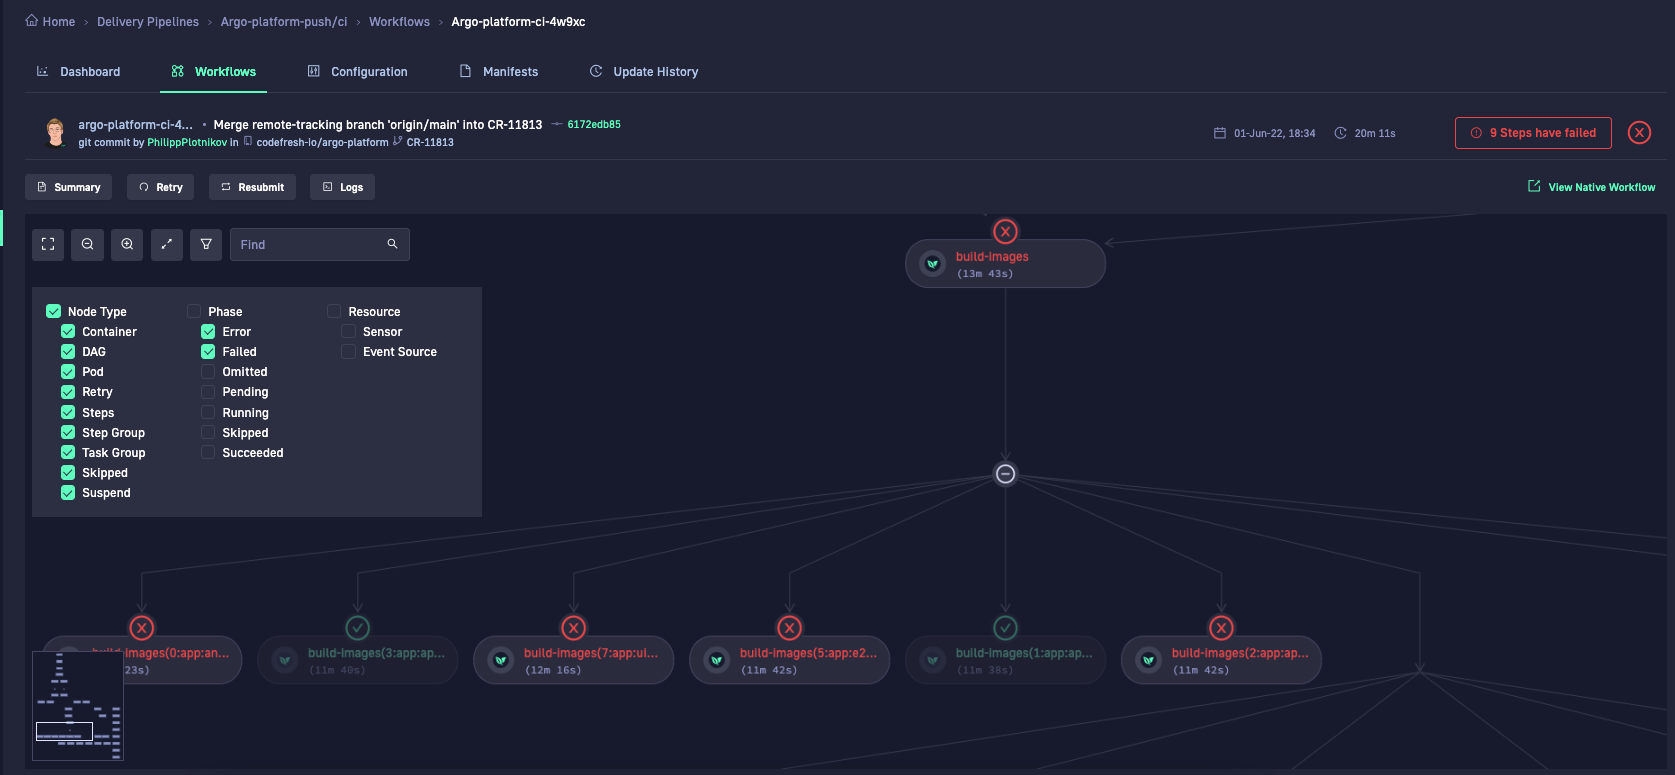 Home › Delivery Pipelines › Argo-platform-push/ci › Workflows › Argo-platform-ci-4w9xc
Dashboard Workflows Configuration Manifests Update History
argo-platform-ci-4... • Merge remote-tracking branch 'origin/main' into CR-11813 6172edb85
git commit by PhilippPlotnikov in codefresh-io/argo-platform CR-11813
01-Jun-22, 18:34 20m 11s 9 Steps have failed
Summary Retry Resubmit Logs View Native Workflow
Find
build-images
(13m 43s)
Node Type Phase Resource
Container Error Sensor
DAG Failed Event Source
Pod Omitted
Retry Pending
Steps Running
Step Group Skipped
Task Group Succeeded
Skipped
Suspend
build-images(0:app:an... build-images(3:app:ap... build-images(7:app:ui... build-images(5:app:e2... build-images(1:app:ap... build-images(2:app:ap...
23s) (11m 40s) (12m 16s) (11m 42s) (11m 38s) (11m 42s)